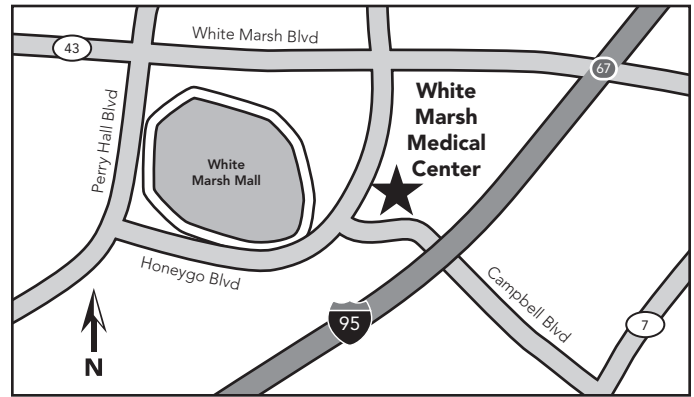 White Marsh Blvd
43
67
White
Marsh
Medical
Center
Perry Hall Blvd
White
Marsh Mall
Honeygo Blvd
Campbell Blvd
95
7
N